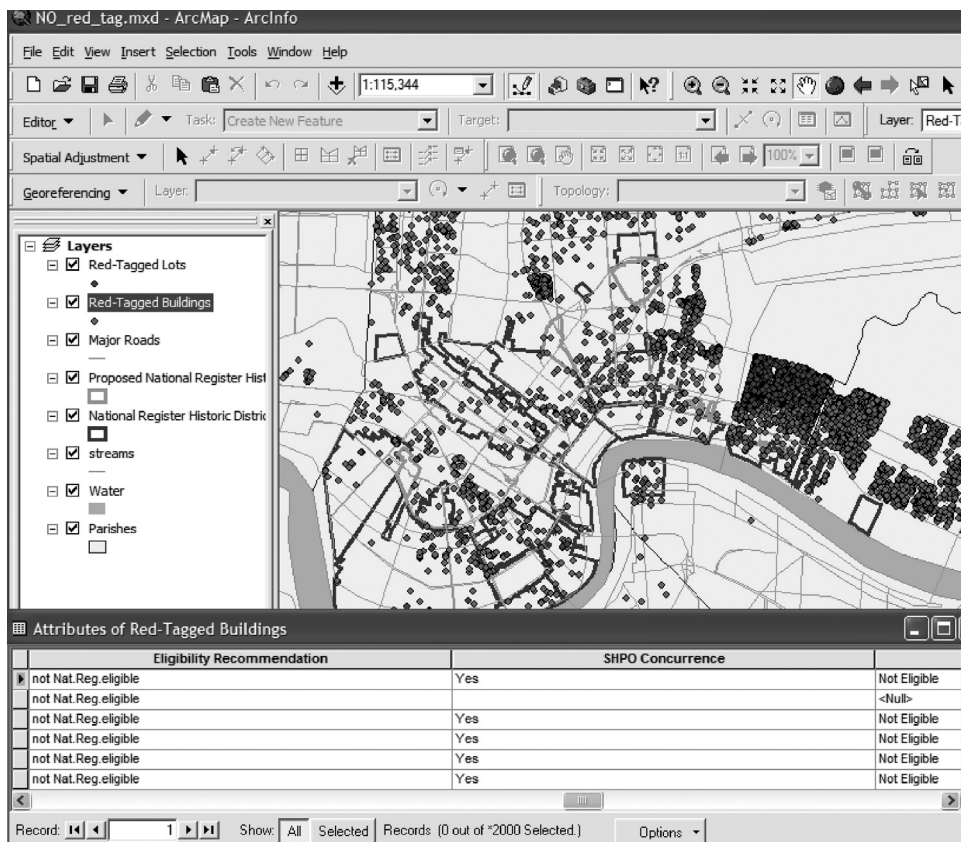 NO_red_tag.mxd - ArcMap - ArcInfo
File Edit View Insert Selection Tools Window Help
1:115,344
Editor Task: Create New Feature Target: Layer: Red-T
Spatial Adjustment 1:1 100%
Georeferencing Layer: Topology:
Layers
Red-Tagged Lots
Red-Tagged Buildings
Major Roads
Proposed National Register Hist
National Register Historic Distric
streams
Water
Parishes
Attributes of Red-Tagged Buildings
Eligibility Recommendation SHPO Concurrence
not Nat.Reg.eligible Yes Not Eligible
not Nat.Reg.eligible <Null>
not Nat.Reg.eligible Yes Not Eligible
not Nat.Reg.eligible Yes Not Eligible
not Nat.Reg.eligible Yes Not Eligible
not Nat.Reg.eligible Yes Not Eligible
Record: 1 Show: All Selected Records (0 out of *2000 Selected.) Options